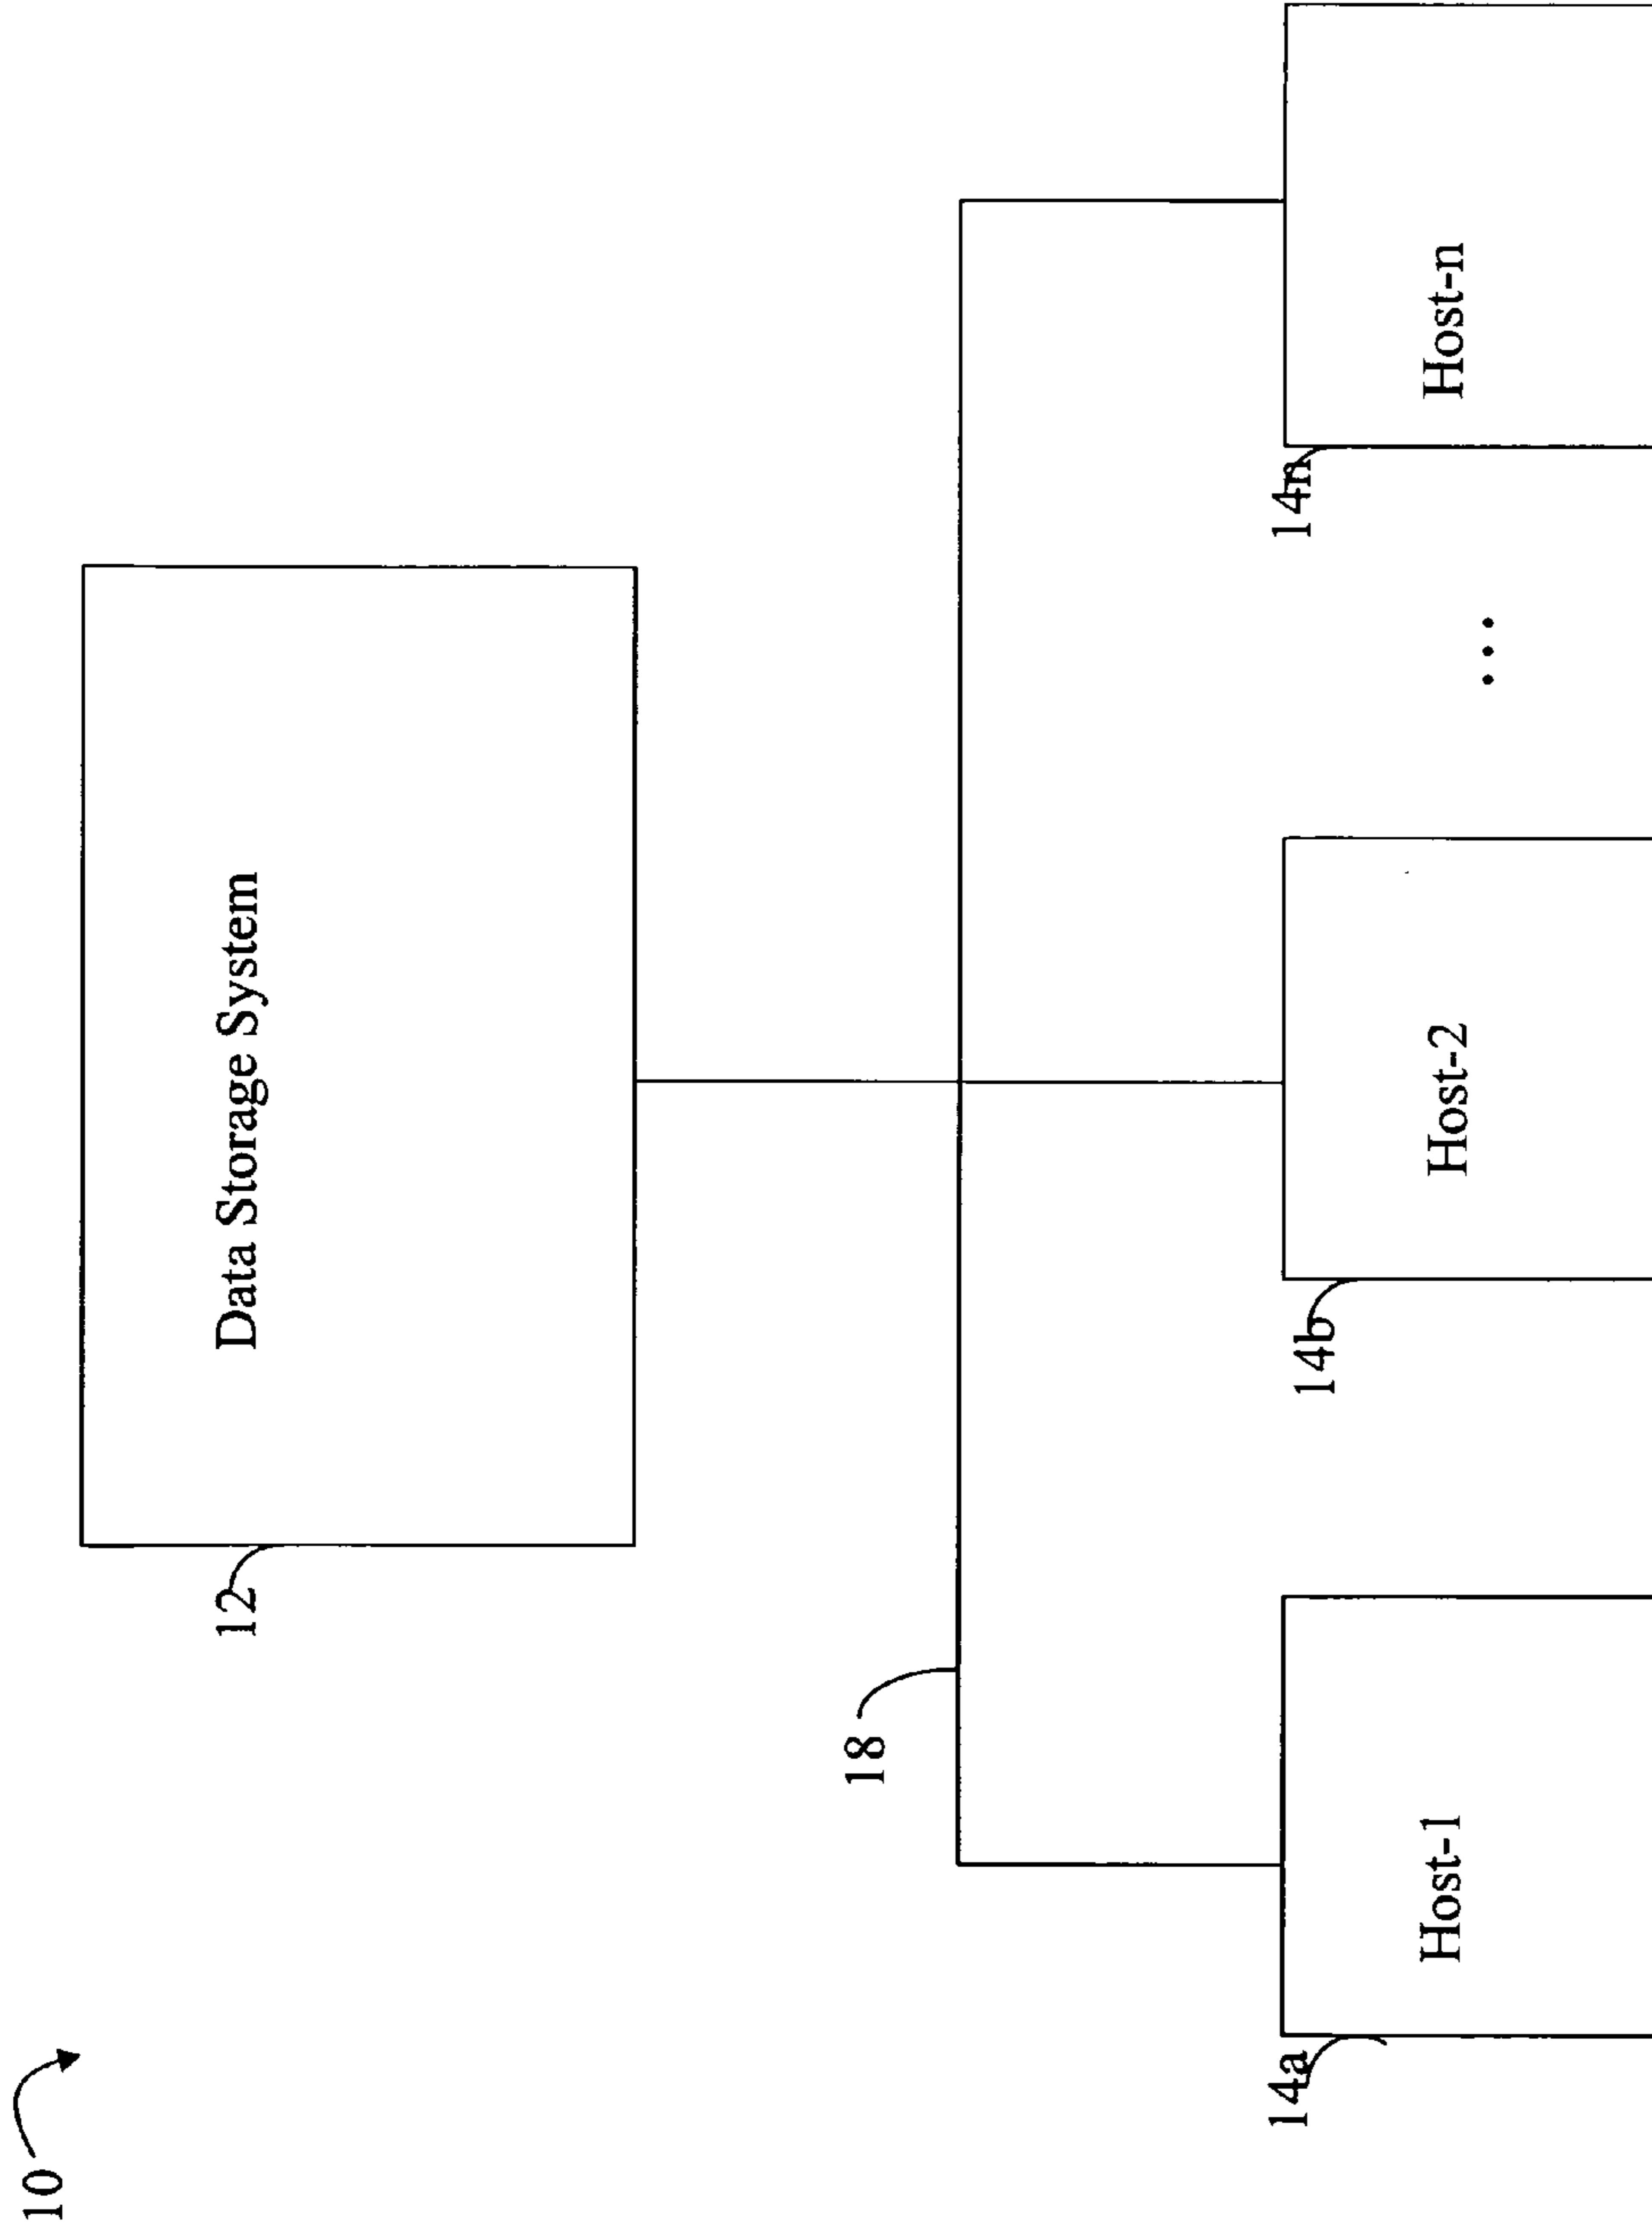 10
12
Data Storage System
18
14a
Host-1
14b
Host-2
...
14n
Host-n